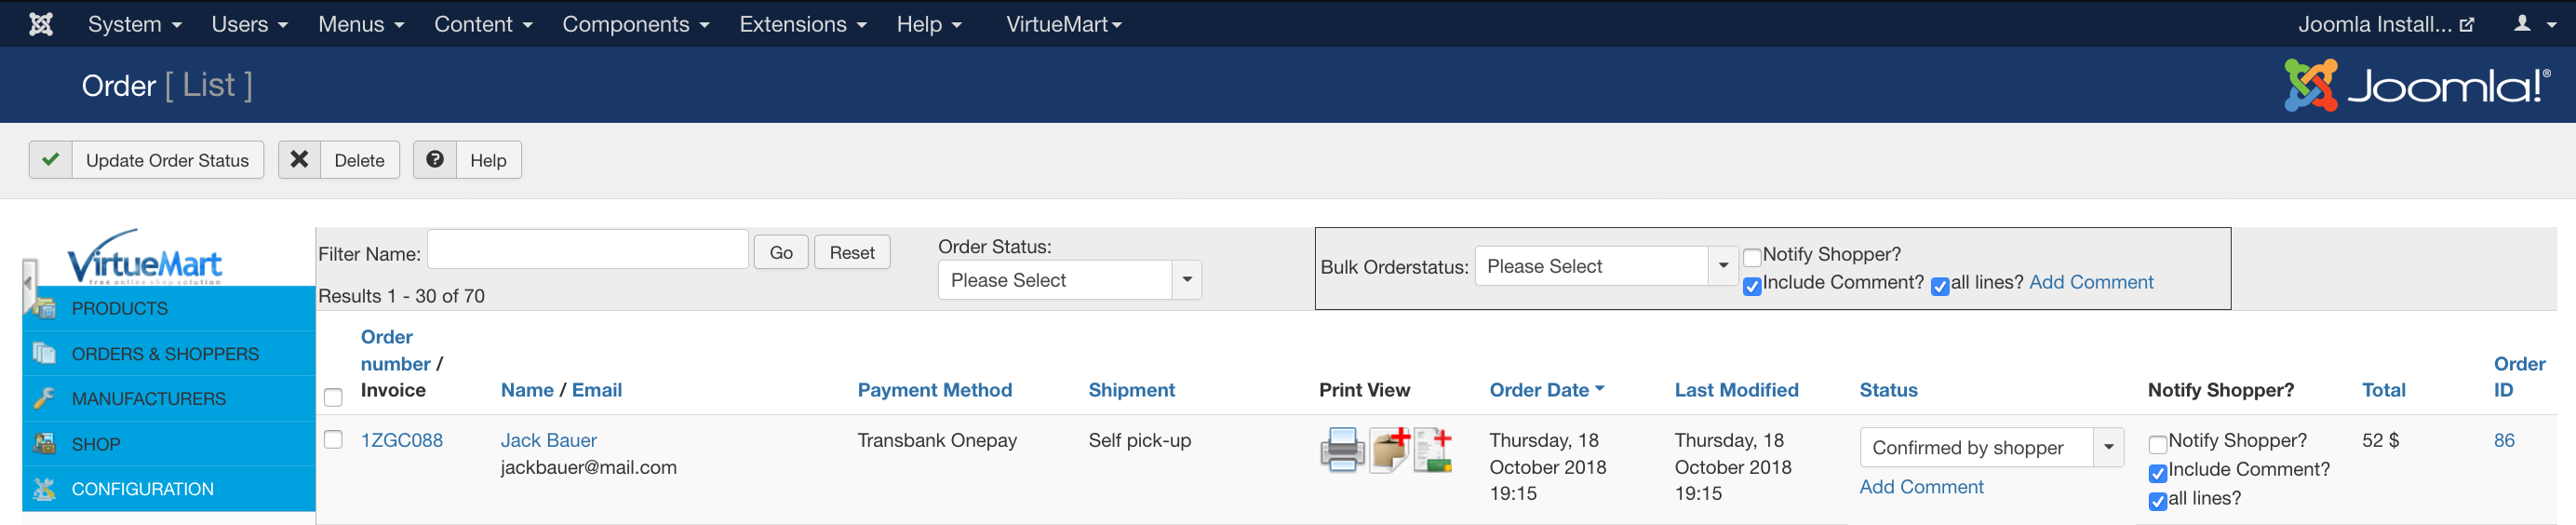 System Users Menus Content Components Extensions Help VirtueMart Joomla Install...
Order [ List ] Joomla!®
Update Order Status Delete Help
VirtueMart
free online shop solution
PRODUCTS
ORDERS & SHOPPERS
MANUFACTURERS
SHOP
CONFIGURATION
Filter Name: Go Reset
Results 1 - 30 of 70
Order Status:
Please Select
Bulk Orderstatus: Please Select
Notify Shopper?
Include Comment? all lines? Add Comment
Order
number /
Invoice
Name / Email
Payment Method
Shipment
Print View
Order Date
Last Modified
Status
Notify Shopper?
Total
Order
ID
1ZGC088
Jack Bauer
jackbauer@mail.com
Transbank Onepay
Self pick-up
Thursday, 18
October 2018
19:15
Thursday, 18
October 2018
19:15
Confirmed by shopper
Add Comment
Notify Shopper?
Include Comment?
all lines?
52 $
86